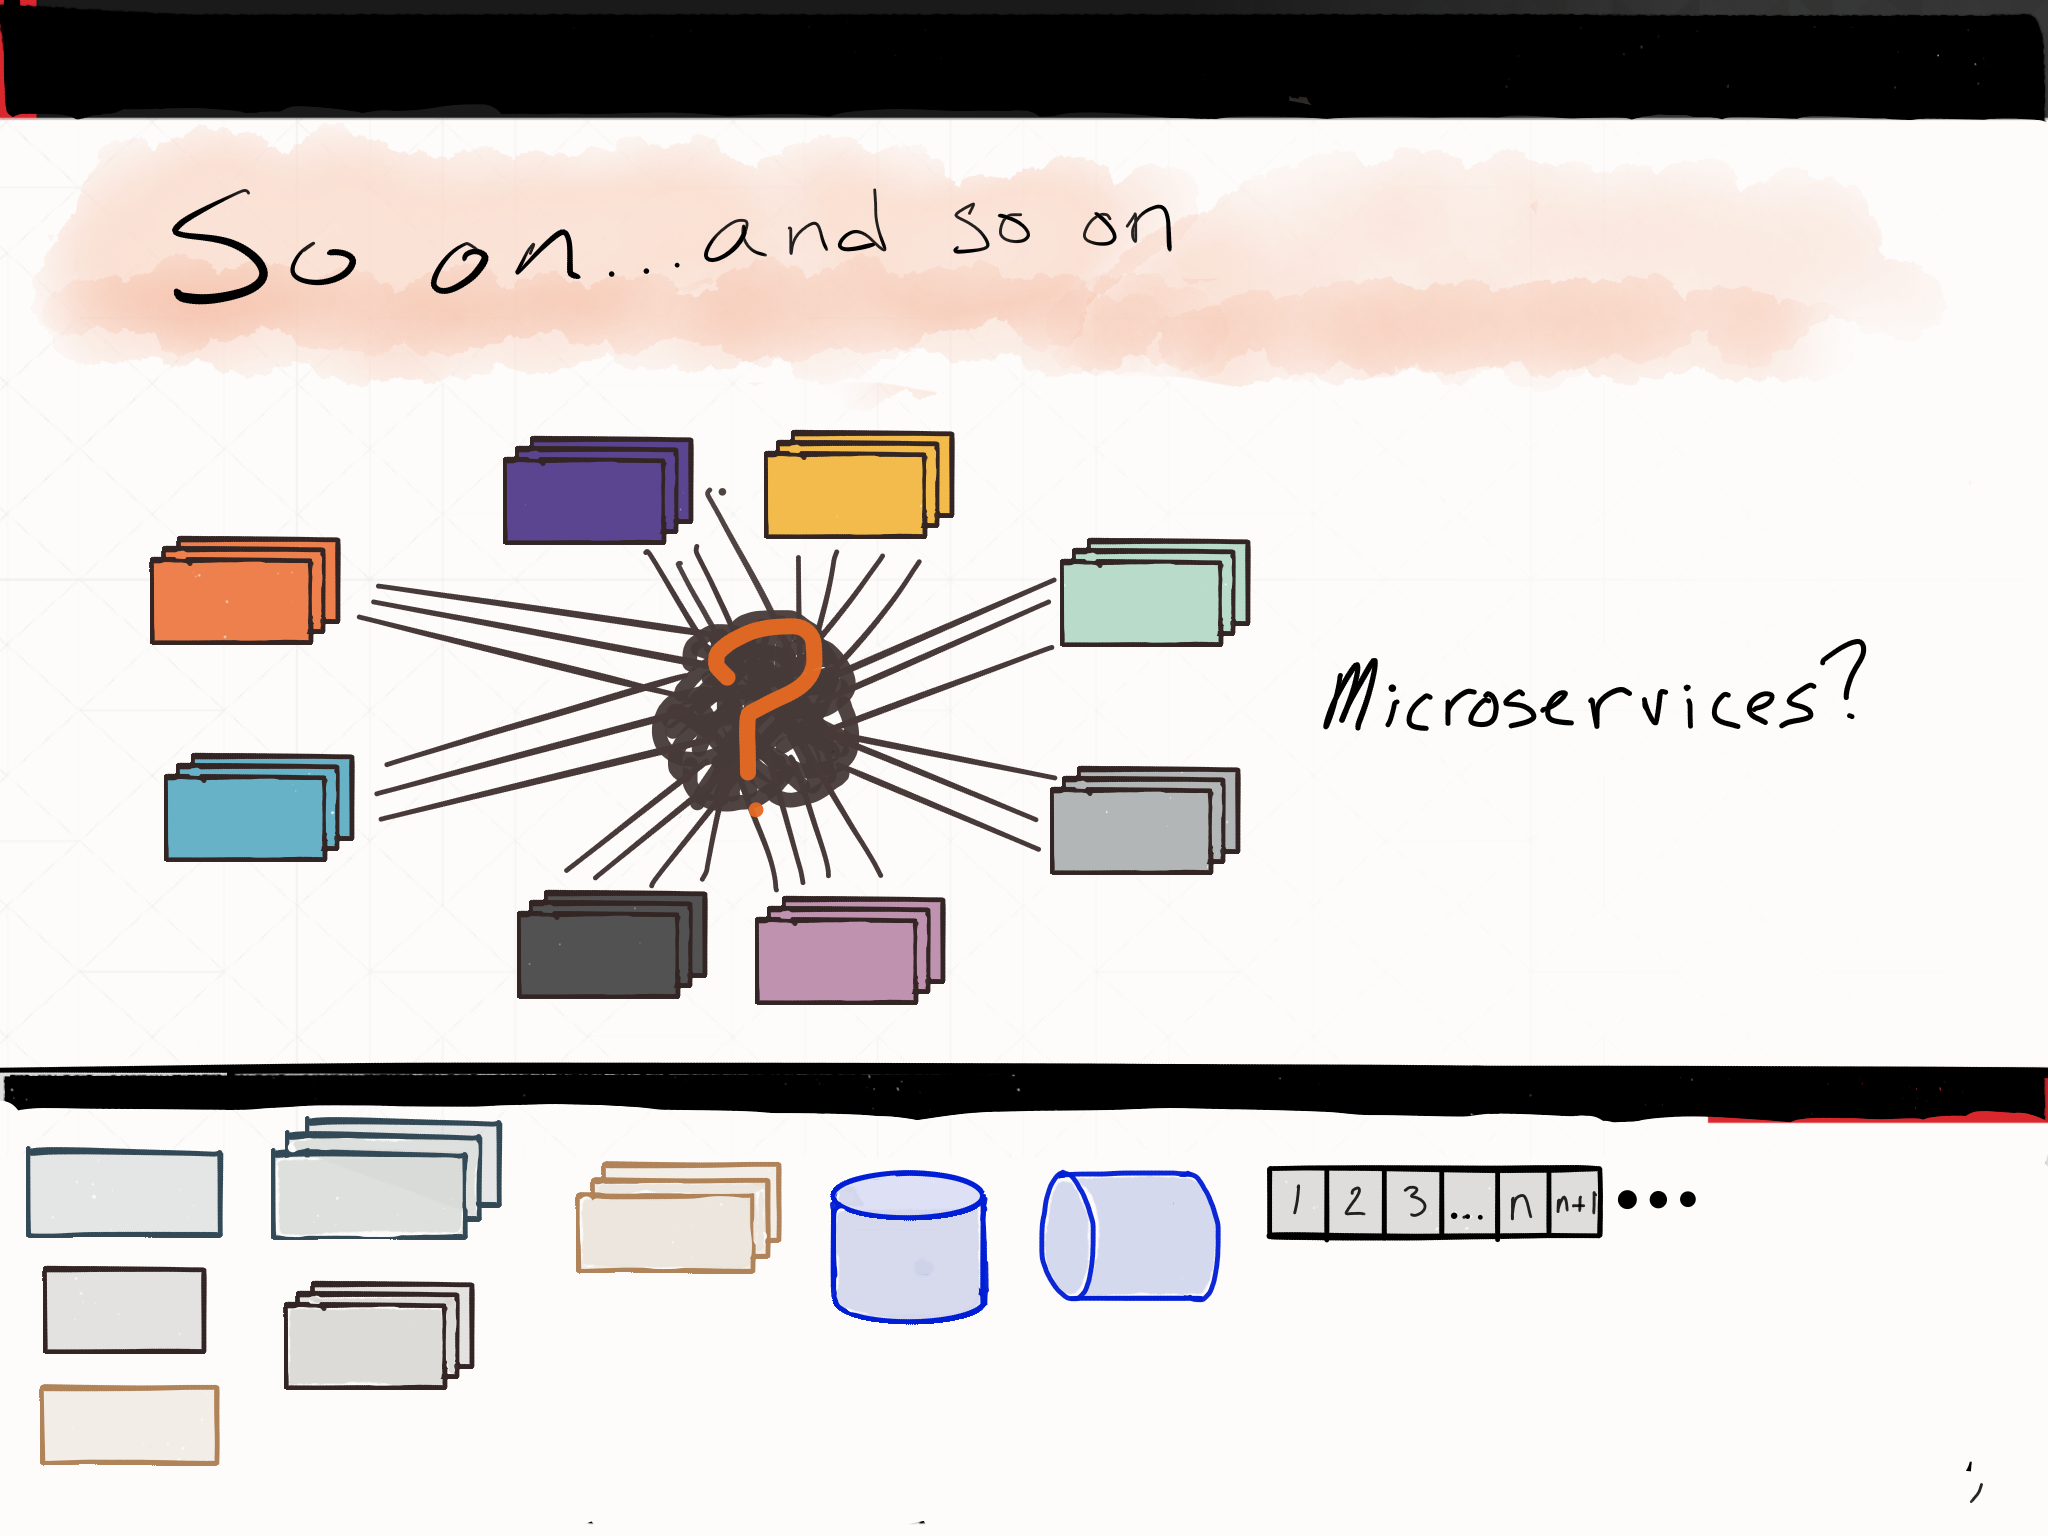 So on...and so on
?
Microservices?
1 2 3 ... n n+1 •••